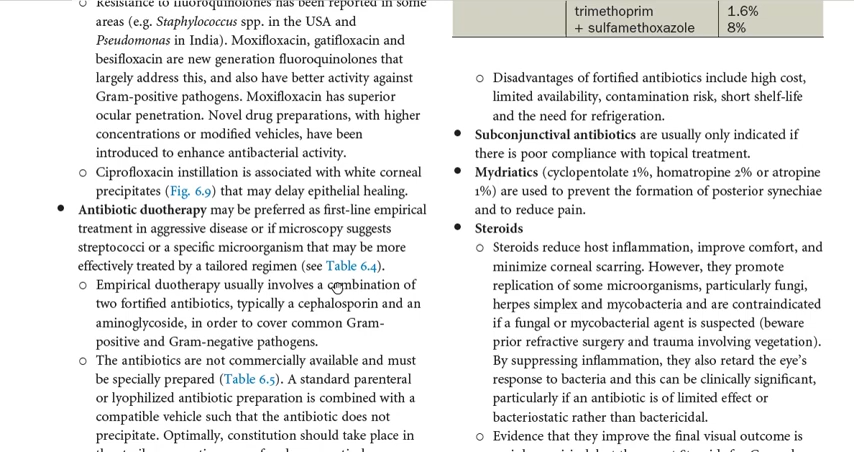 ○ Resistance to fluoroquinolones has been reported in some
areas (e.g. Staphylococcus spp. in the USA and
Pseudomonas in India). Moxifloxacin, gatifloxacin and
besifloxacin are new generation fluoroquinolones that
largely address this, and also have better activity against
Gram-positive pathogens. Moxifloxacin has superior
ocular penetration. Novel drug preparations, with higher
concentrations or modified vehicles, have been
introduced to enhance antibacterial activity.
○ Ciprofloxacin instillation is associated with white corneal
precipitates (Fig. 6.9) that may delay epithelial healing.
• Antibiotic duotherapy may be preferred as first-line empirical
treatment in aggressive disease or if microscopy suggests
streptococci or a specific microorganism that may be more
effectively treated by a tailored regimen (see Table 6.4).
○ Empirical duotherapy usually involves a combination of
two fortified antibiotics, typically a cephalosporin and an
aminoglycoside, in order to cover common Gram-
positive and Gram-negative pathogens.
○ The antibiotics are not commercially available and must
be specially prepared (Table 6.5). A standard parenteral
or lyophilized antibiotic preparation is combined with a
compatible vehicle such that the antibiotic does not
precipitate. Optimally, constitution should take place in
trimethoprim 1.6%
+ sulfamethoxazole 8%
○ Disadvantages of fortified antibiotics include high cost,
limited availability, contamination risk, short shelf-life
and the need for refrigeration.
• Subconjunctival antibiotics are usually only indicated if
there is poor compliance with topical treatment.
• Mydriatics (cyclopentolate 1%, homatropine 2% or atropine
1%) are used to prevent the formation of posterior synechiae
and to reduce pain.
• Steroids
○ Steroids reduce host inflammation, improve comfort, and
minimize corneal scarring. However, they promote
replication of some microorganisms, particularly fungi,
herpes simplex and mycobacteria and are contraindicated
if a fungal or mycobacterial agent is suspected (beware
prior refractive surgery and trauma involving vegetation).
By suppressing inflammation, they also retard the eye's
response to bacteria and this can be clinically significant,
particularly if an antibiotic is of limited effect or
bacteriostatic rather than bactericidal.
○ Evidence that they improve the final visual outcome is